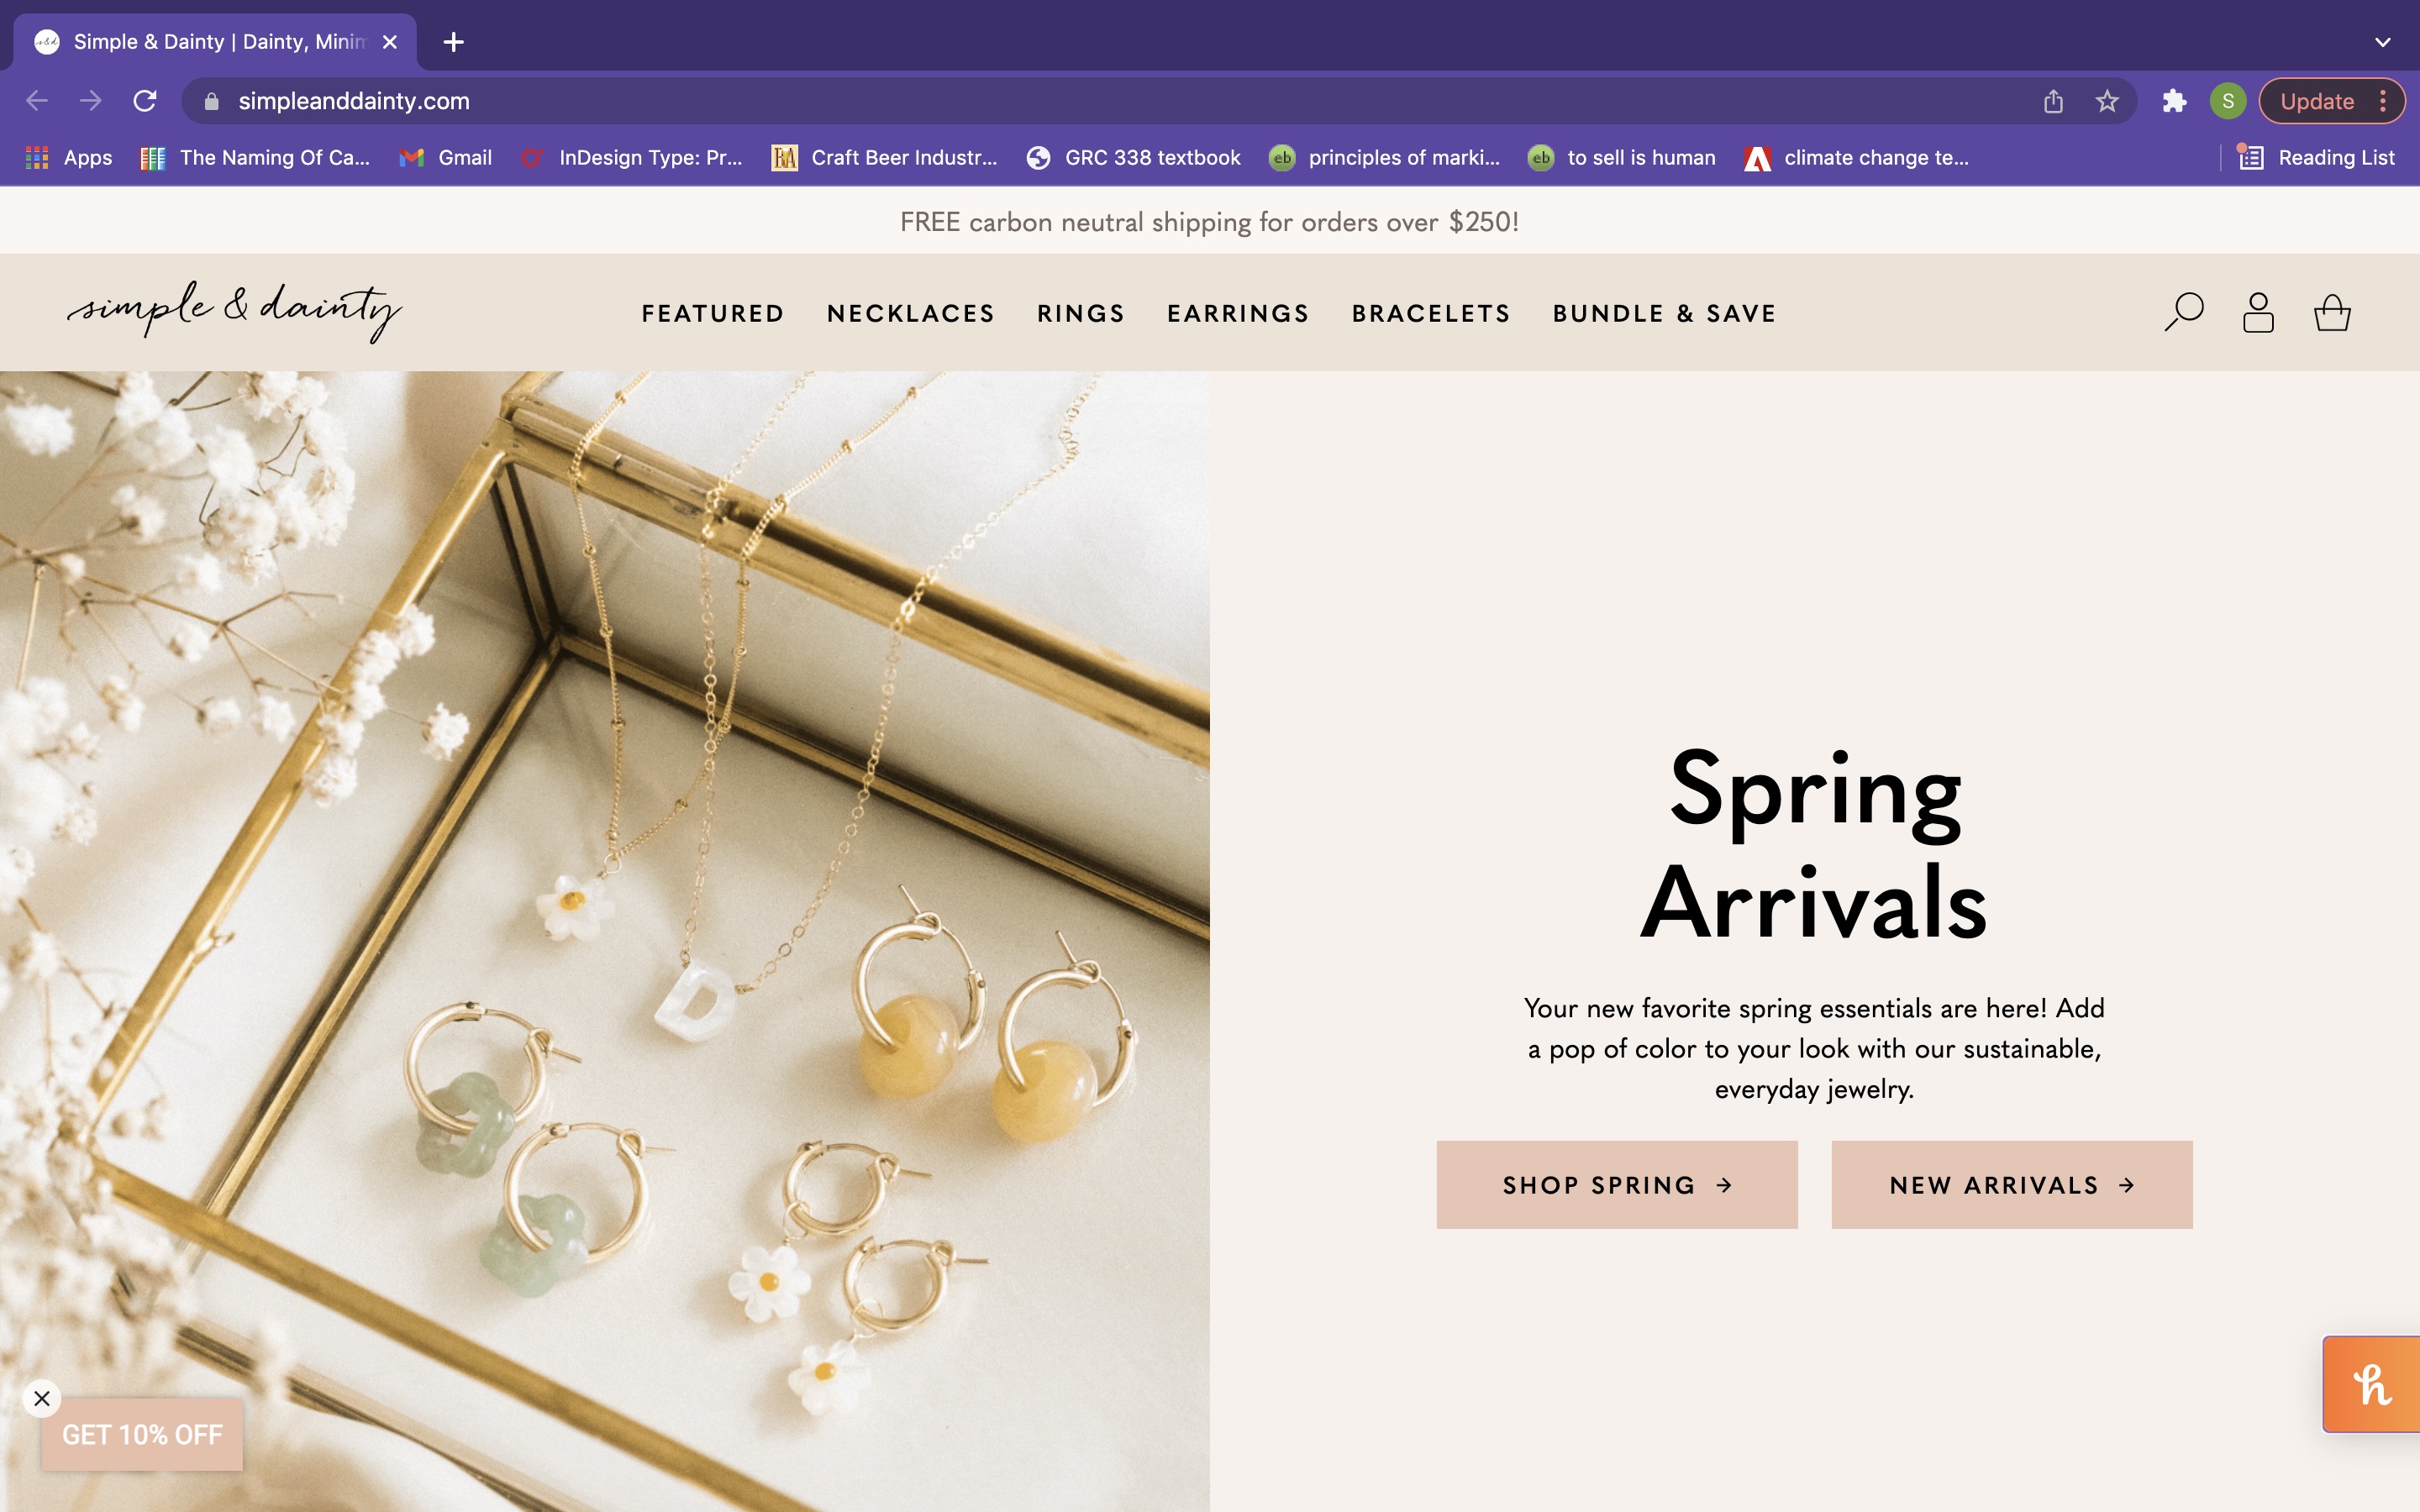 Simple & Dainty | Dainty, Minim
simpleanddainty.com
S
Update
Apps
The Naming Of Ca...
Gmail
InDesign Type: Pr...
BA
Craft Beer Industr...
GRC 338 textbook
eb
principles of marki...
eb
to sell is human
climate change te...
Reading List
FREE carbon neutral shipping for orders over $250!
simple & dainty
FEATURED
NECKLACES
RINGS
EARRINGS
BRACELETS
BUNDLE & SAVE
Spring
Arrivals
Your new favorite spring essentials are here! Add
a pop of color to your look with our sustainable,
everyday jewelry.
SHOP SPRING →
NEW ARRIVALS →
GET 10% OFF
h